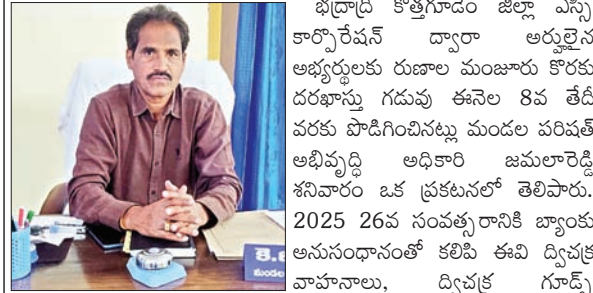 భద్రాద్రి కొత్తగూడెం జిల్లా ఎస్సీ
కార్పొరేషన్ ద్వారా అర్హులైన
అభ్యర్థులకు రుణాల మంజూరు కొరకు
దరఖాస్తు గడువు ఈనెల 8వ తేదీ
వరకు పొడిగించినట్లు మండల పరిషత్
అభివృద్ధి అధికారి జమలారెడ్డి
శనివారం ఒక ప్రకటనలో తెలిపారు.
2025 26వ సంవత్సరానికి బ్యాంకు
అనుసంధానంతో కలిపి ఈవి ద్విచక్ర
వాహనాలు, ద్విచక్ర గూడ్స్
మండల